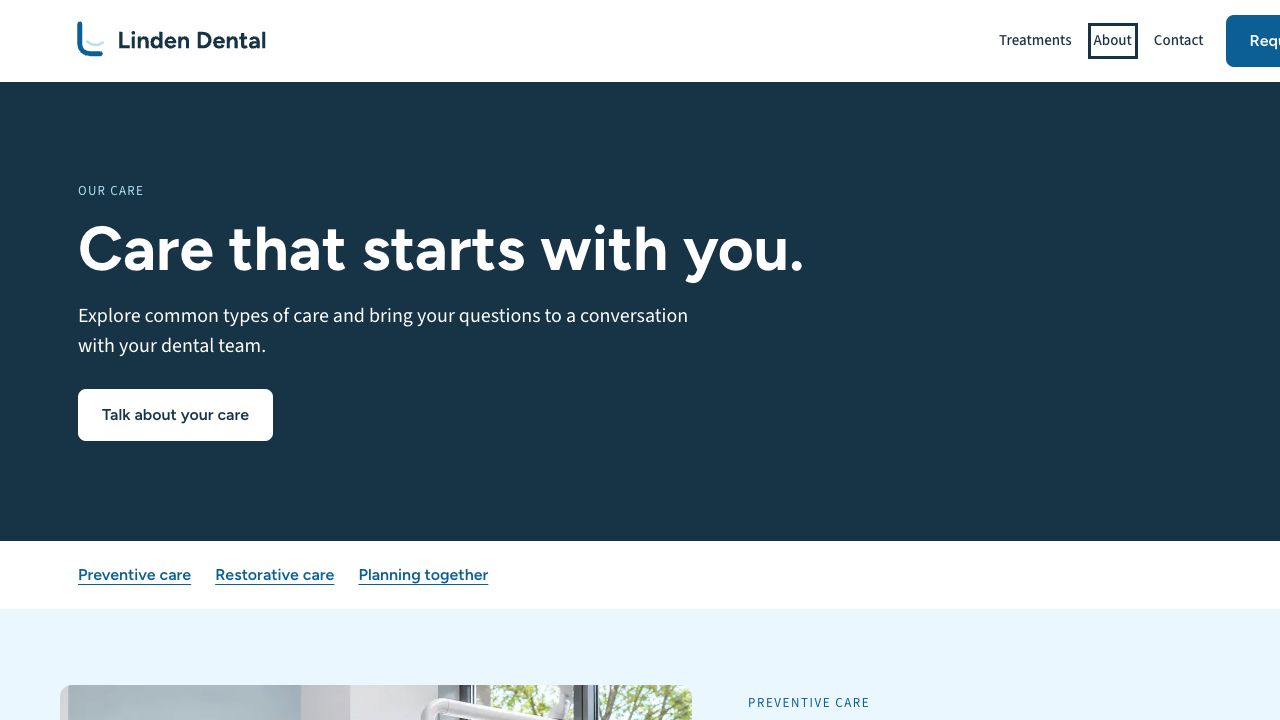 Linden Dental
Treatments
About
Contact
OUR CARE
Care that starts with you.
Explore common types of care and bring your questions to a conversation
with your dental team.
Talk about your care
Preventive care
Restorative care
Planning together
PREVENTIVE CARE